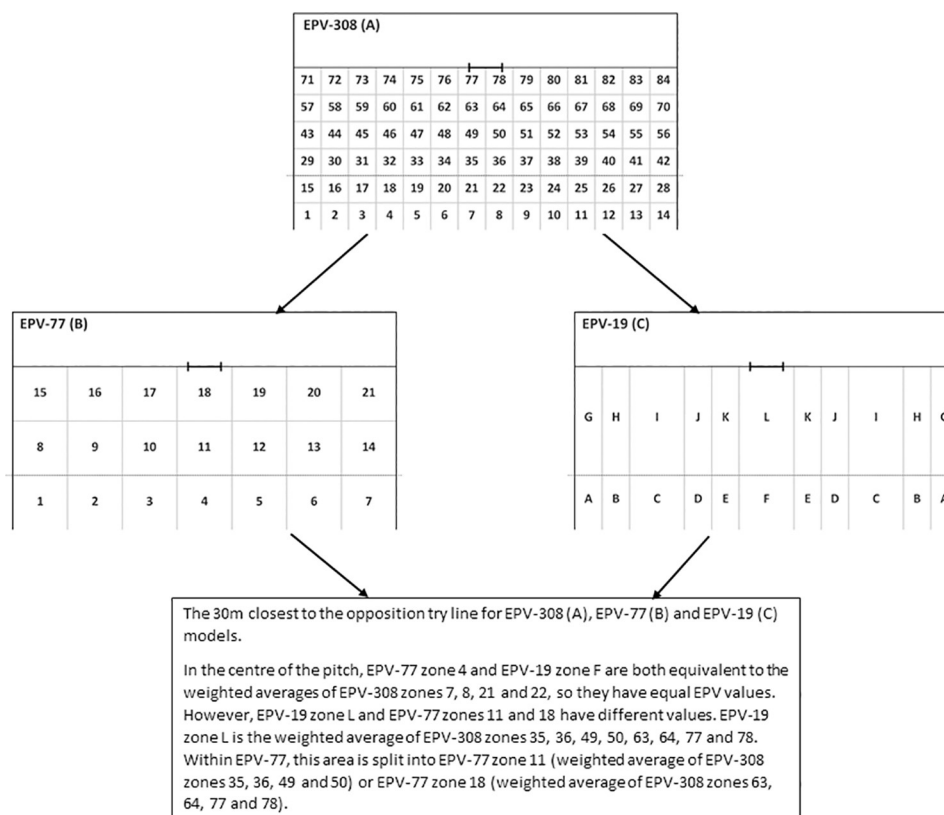 EPV-308 (A)
71 72 73 74 75 76 77 78 79 80 81 82 83 84
57 58 59 60 61 62 63 64 65 66 67 68 69 70
43 44 45 46 47 48 49 50 51 52 53 54 55 56
29 30 31 32 33 34 35 36 37 38 39 40 41 42
15 16 17 18 19 20 21 22 23 24 25 26 27 28
1 2 3 4 5 6 7 8 9 10 11 12 13 14
EPV-77 (B)
15 16 17 18 19 20 21
8 9 10 11 12 13 14
1 2 3 4 5 6 7
EPV-19 (C)
G H I J K L K J I H G
A B C D E F E D C B A
The 30m closest to the opposition try line for EPV-308 (A), EPV-77 (B) and EPV-19 (C)
models.
In the centre of the pitch, EPV-77 zone 4 and EPV-19 zone F are both equivalent to the
weighted averages of EPV-308 zones 7, 8, 21 and 22, so they have equal EPV values.
However, EPV-19 zone L and EPV-77 zones 11 and 18 have different values. EPV-19
zone L is the weighted average of EPV-308 zones 35, 36, 49, 50, 63, 64, 77 and 78.
Within EPV-77, this area is split into EPV-77 zone 11 (weighted average of EPV-308
zones 35, 36, 49 and 50) or EPV-77 zone 18 (weighted average of EPV-308 zones 63,
64, 77 and 78).